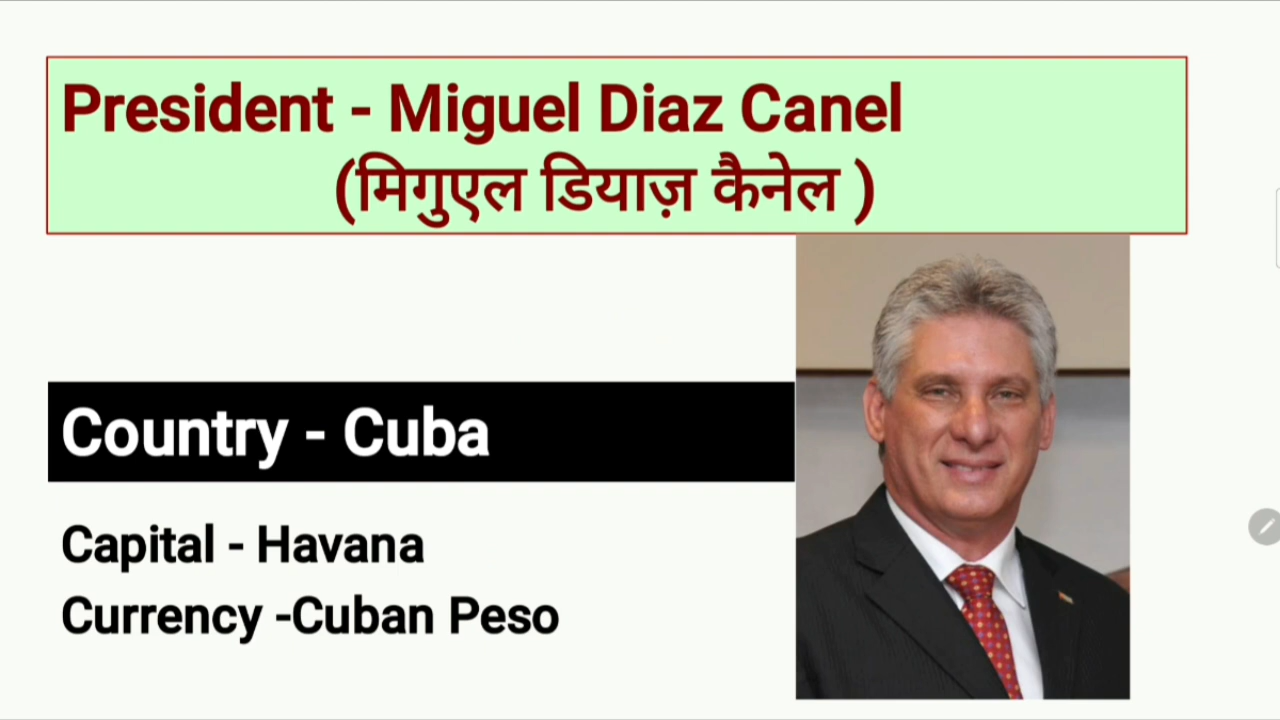 President - Miguel Diaz Canel
(मिगुएल डियाज़ कैनेल )
Country - Cuba
Capital - Havana
Currency -Cuban Peso